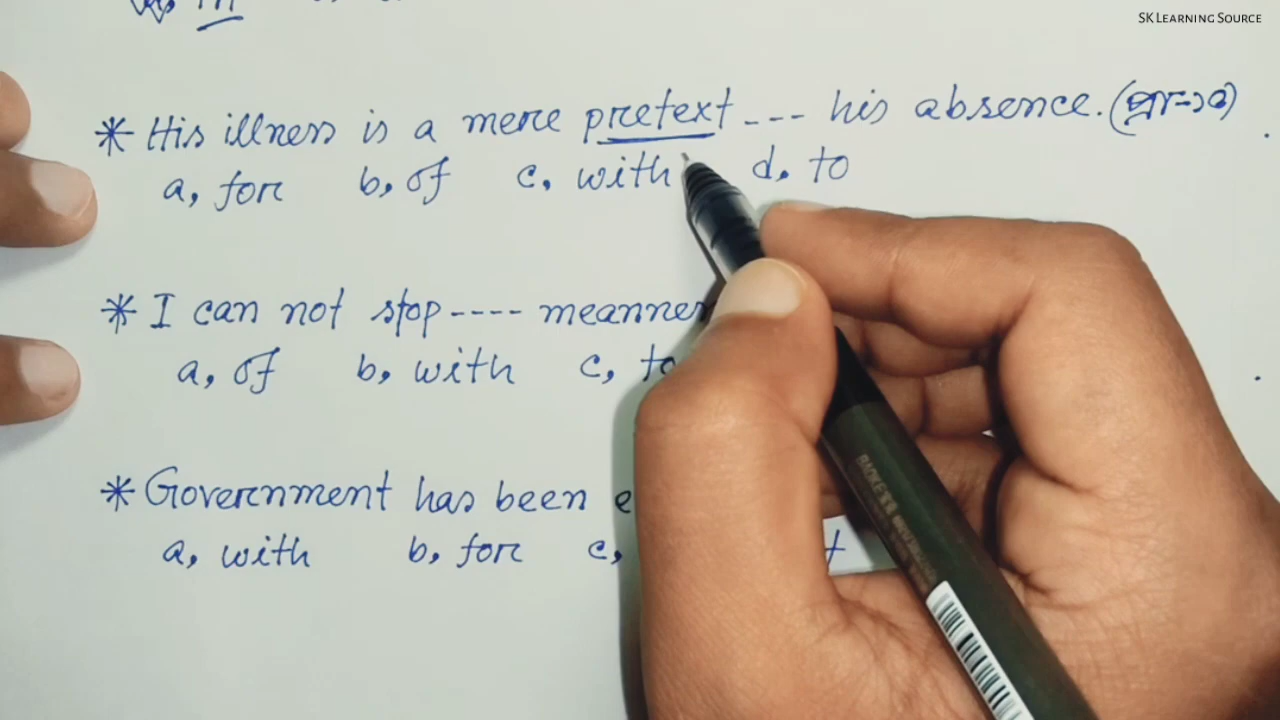 SK LEARNING SOURCE
* His illness is a mere pretext --- his absence.
a, for b, of c, with d, to
* I can not stop ----
a, of b, with c, to
* Government has been
a, with b, for c,